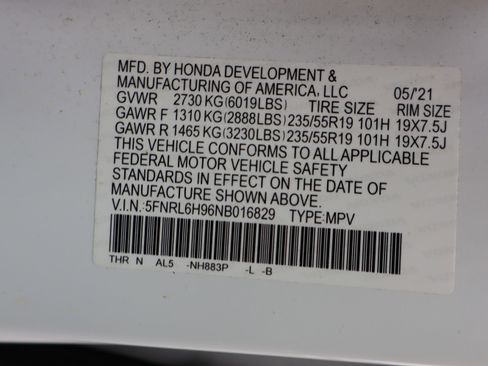 MFD. BY HONDA DEVELOPMENT &
MANUFACTURING OF AMERICA, LLC 05/'21
GVWR 2730 KG(6019LBS) TIRE SIZE RIM SIZE
GAWR F 1310 KG(2888LBS) 235/55R19 101H 19X7.5J
GAWR R 1465 KG(3230LBS) 235/55R19 101H 19X7.5J
THIS VEHICLE CONFORMS TO ALL APPLICABLE
FEDERAL MOTOR VEHICLE SAFETY
STANDARDS IN EFFECT ON THE DATE OF
MANUFACTURE SHOWN ABOVE.
V.I.N.:5FNRL6H96NB016829 TYPE:MPV
THR N AL5 -NH883P -L -B